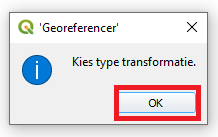 'Georeferencer'
Kies type transformatie.
OK